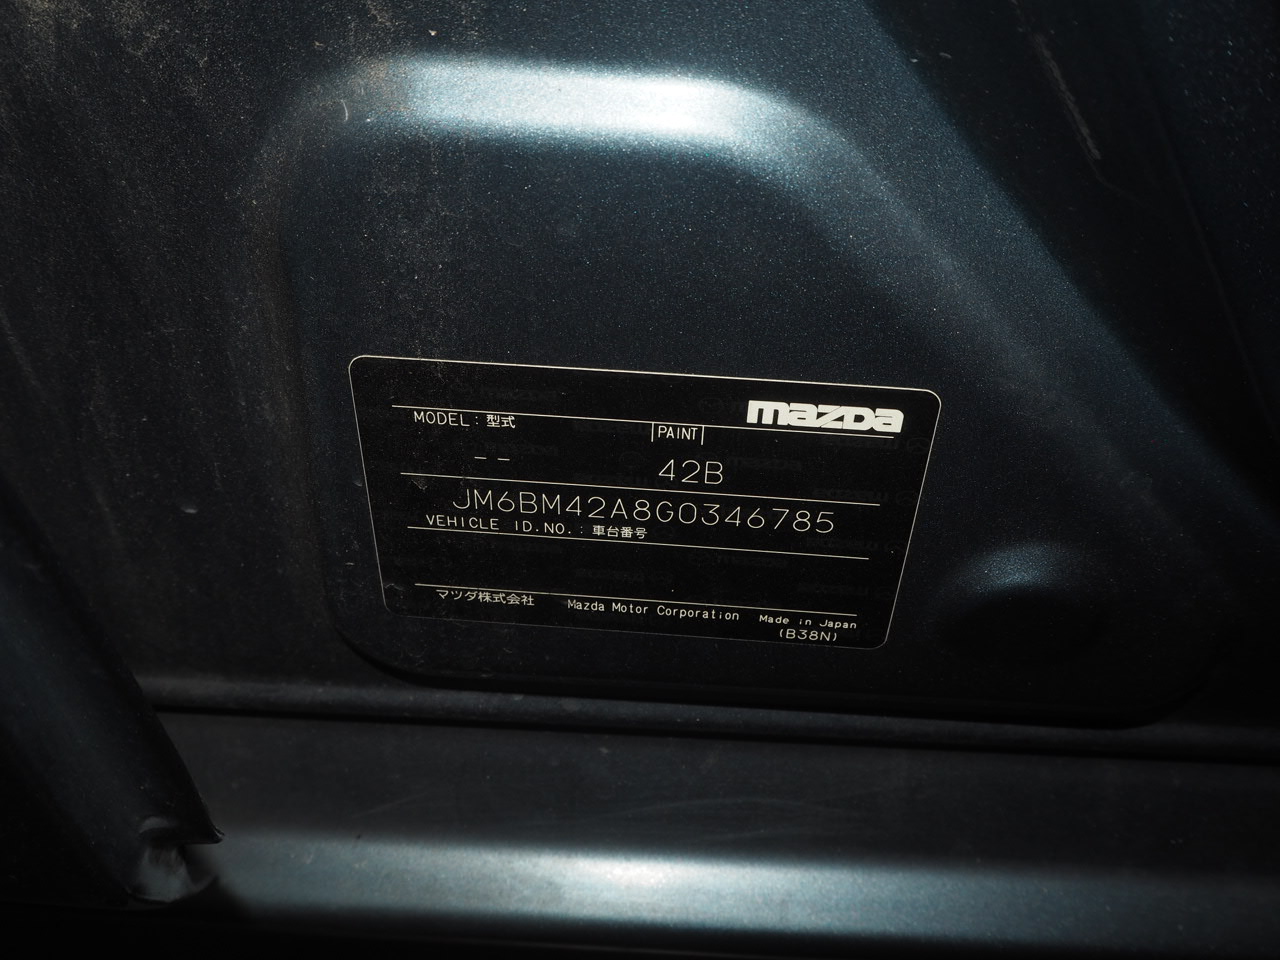 mazda
MODEL : 型式
PAINT
-- 42B
JM6BM42A8G0346785
VEHICLE ID.NO. : 車台番号
マツダ株式会社 Mazda Motor Corporation Made in Japan
(B38N)